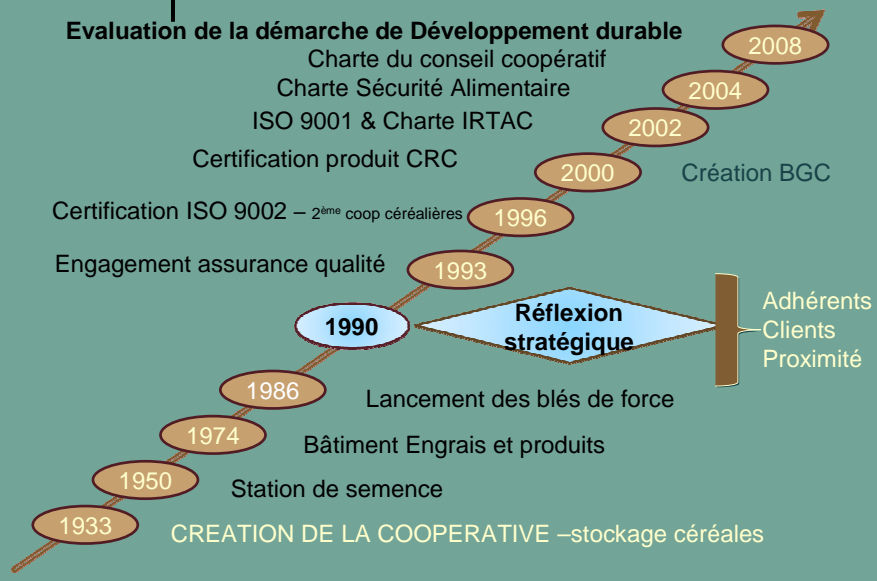 Evaluation de la démarche de Développement durable
2008
Charte du conseil coopératif
Charte Sécurité Alimentaire
2004
ISO 9001 & Charte IRTAC
2002
Certification produit CRC
2000
Création BGC
Certification ISO 9002 – 2ème coop céréalières
1996
Engagement assurance qualité
1993
1990
Réflexion
stratégique
Adhérents
Clients
Proximité
1986
Lancement des blés de force
1974
Bâtiment Engrais et produits
1950
Station de semence
1933
CREATION DE LA COOPERATIVE –stockage céréales